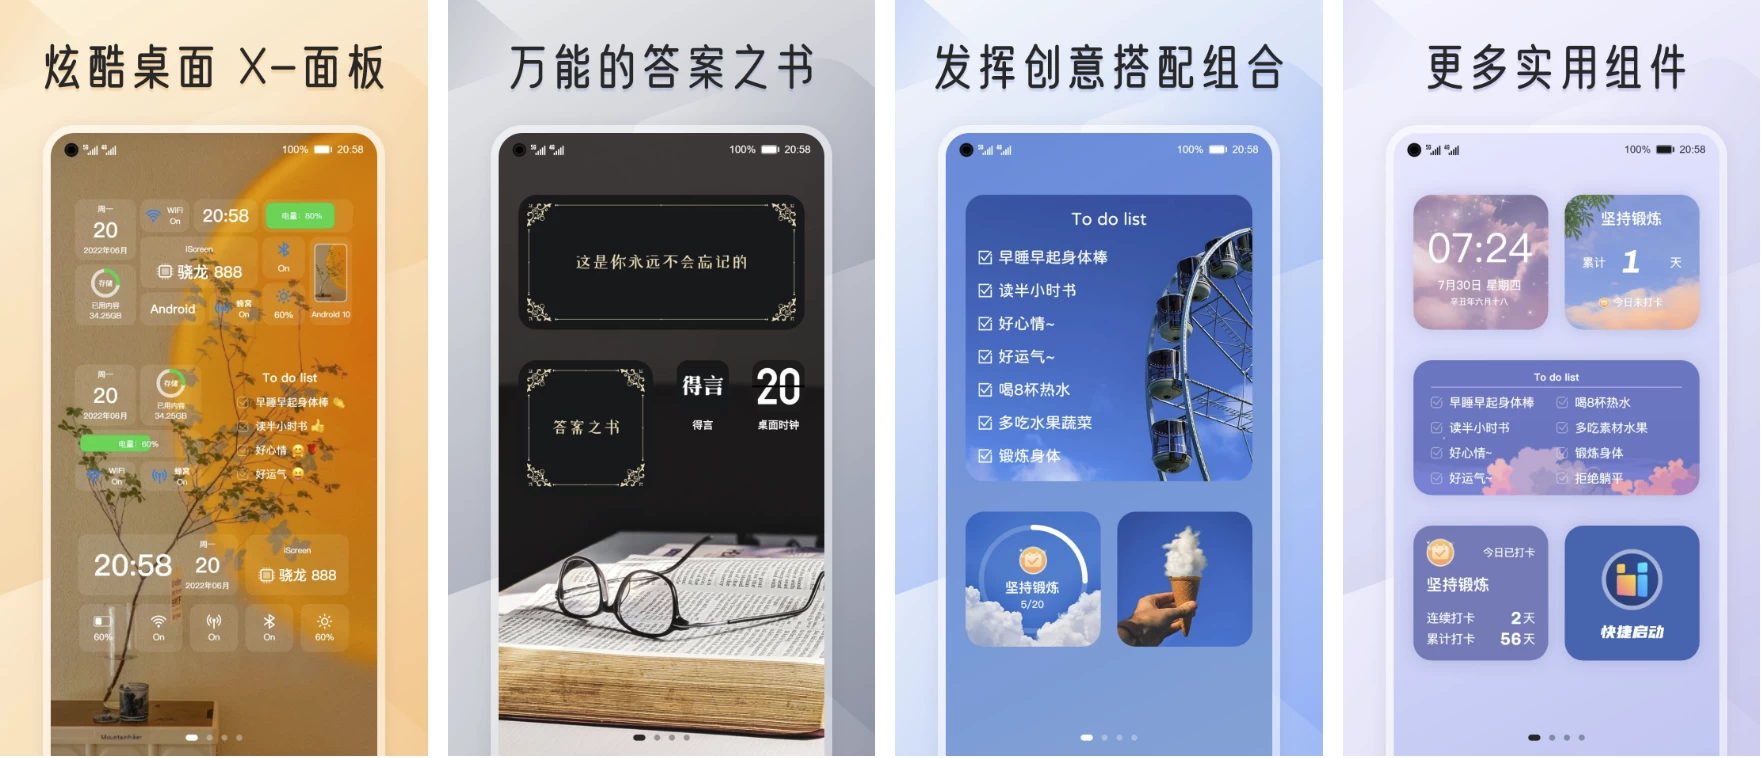 炫酷桌面 X-面板
100% 20:58
周一
20
2022年06月
WIFI
On
20:58
电量：80%
iScreen
骁龙 888
On
存储
已用内容
34.25GB
Android
蜂窝
On
60%
Android 10
周一
20
2022年06月
存储
已用内容
34.25GB
电量：60%
WIFI
On
蜂窝
On
To do list
早睡早起身体棒
读半小时书
好心情
好运气
20:58
周一
20
2022年06月
iScreen
骁龙 888
60%
On
On
On
60%
Mountainhiker
万能的答案之书
100% 20:58
这是你永远不会忘记的
答案之书
得言
得言
20
桌面时钟
发挥创意搭配组合
100% 20:58
To do list
早睡早起身体棒
读半小时书
好心情~
好运气~
喝8杯热水
多吃水果蔬菜
锻炼身体
坚持锻炼
5/20
更多实用组件
100% 20:58
07:24
7月30日 星期四
辛丑年六月十八
坚持锻炼
累计 1 天
今日未打卡
To do list
早睡早起身体棒
喝8杯热水
读半小时书
多吃素材水果
好心情~
锻炼身体
好运气~
拒绝躺平
今日已打卡
坚持锻炼
连续打卡 2天
累计打卡 56天
快捷启动